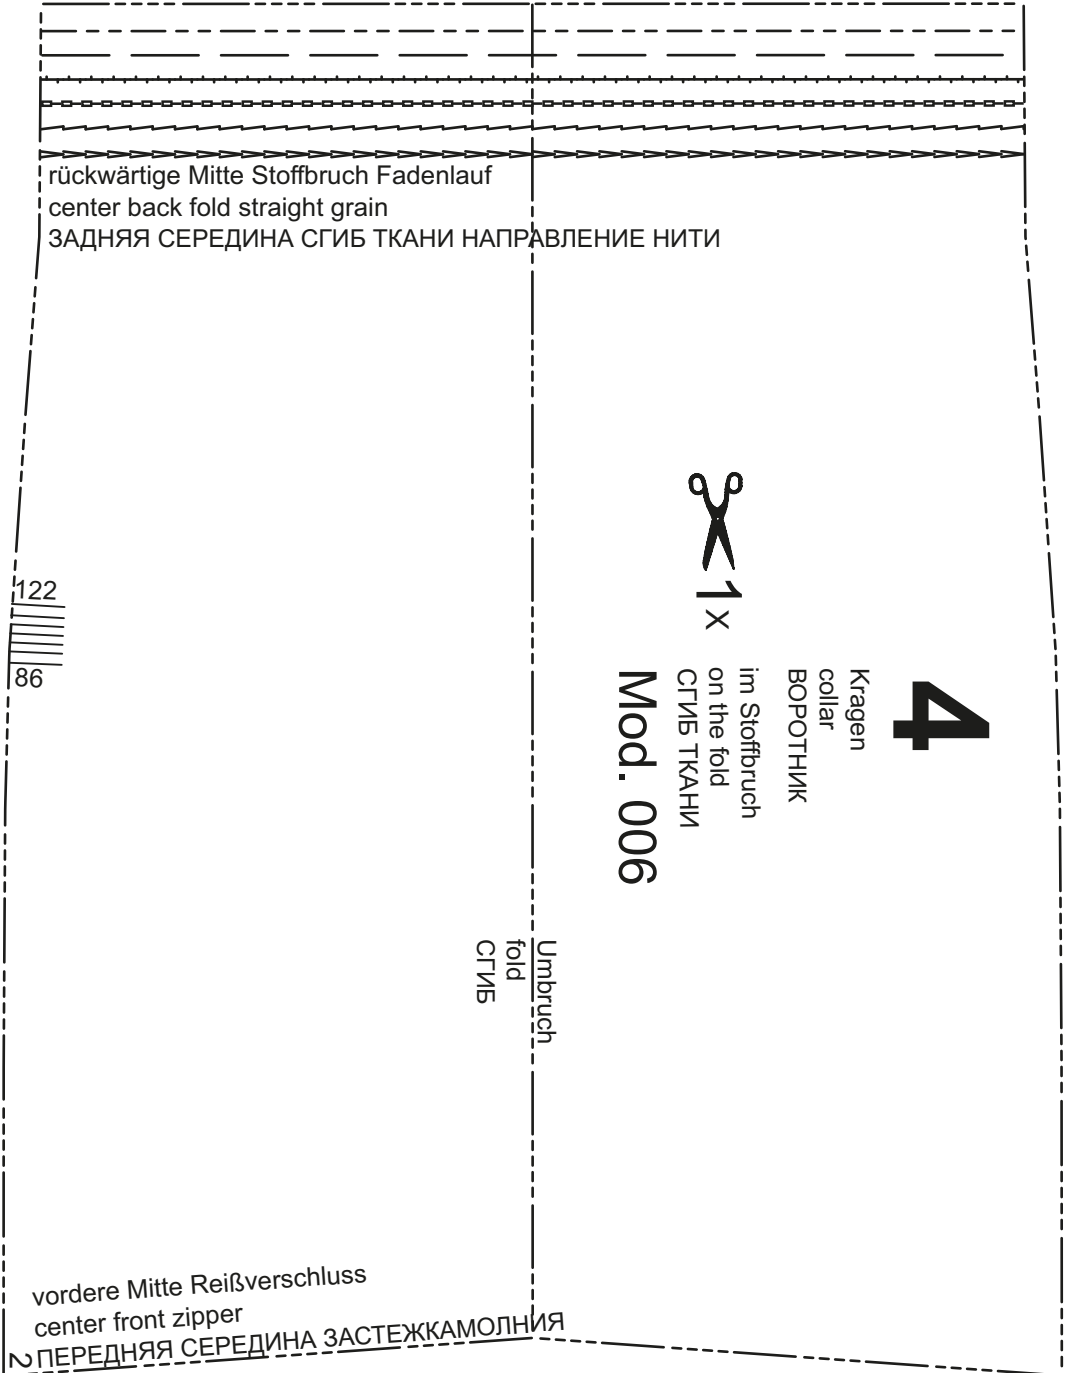 rückwärtige Mitte Stoffbruch Fadenlauf
center back fold straight grain
ЗАДНЯЯ СЕРЕДИНА СГИБ ТКАНИ НАПРАВЛЕНИЕ НИТИ
122
86
1x
4
Kragen
collar
ВОРОТНИК
im Stoffbruch
on the fold
СГИБ ТКАНИ
Mod. 006
Umbruch
fold
СГИБ
vordere Mitte Reißverschluss
center front zipper
ПЕРЕДНЯЯ СЕРЕДИНА ЗАСТЕЖКАМОЛНИЯ
2